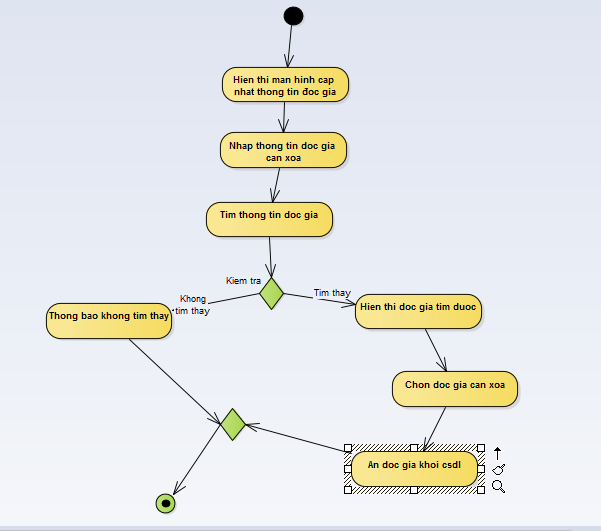 Hien thi man hinh cap
nhat thong tin đoc gia
Nhap thong tin doc gia
can xoa
Tim thong tin doc gia
Kiem tra
Khong
tim thay
Tim thay
Thong bao khong tim thay
Hien thi doc gia tim duoc
Chon doc gia can xoa
An doc gia khoi csdl